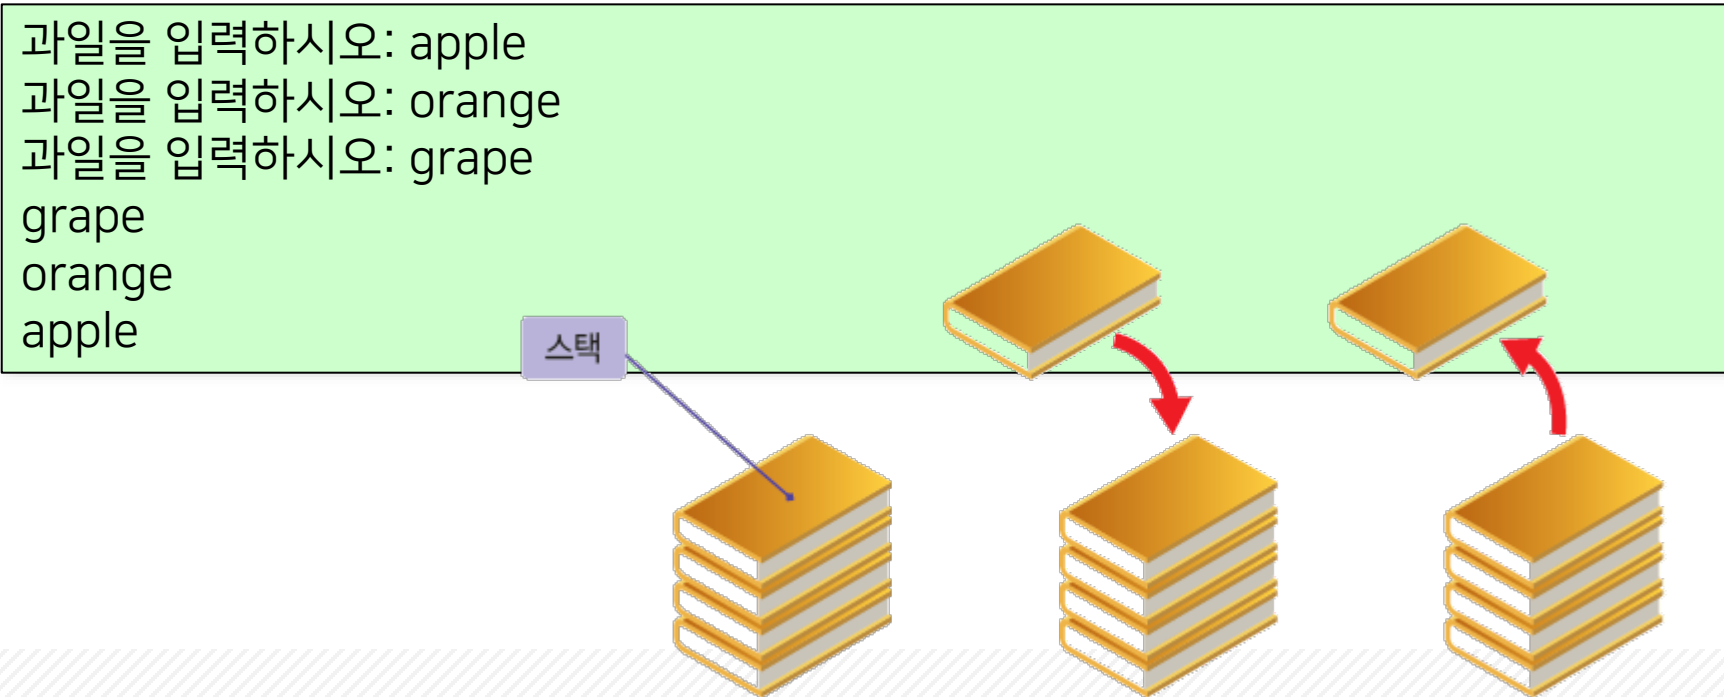 과일을 입력하시오: apple
과일을 입력하시오: orange
과일을 입력하시오: grape
grape
orange
apple
스택